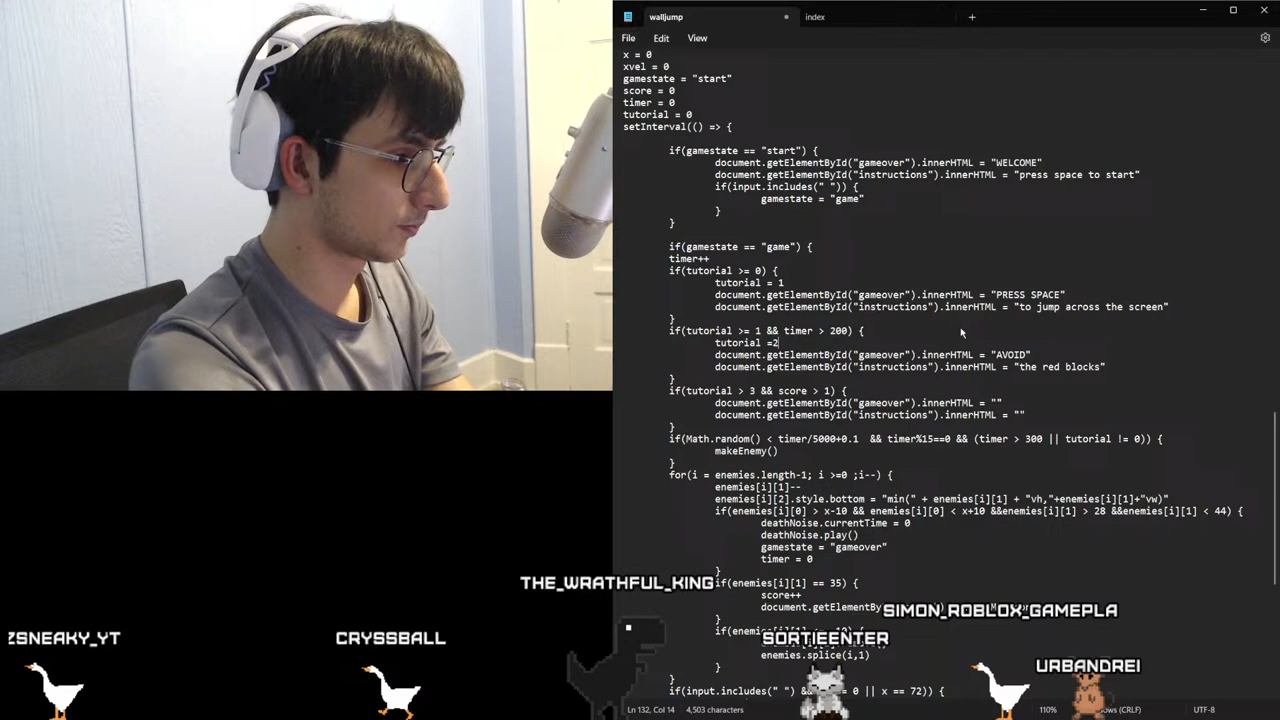 walljump
index
File Edit View
x = 0
xvel = 0
gamestate = "start"
score = 0
timer = 0
tutorial = 0
setInterval(() => {
if(gamestate == "start") {
document.getElementById("gameover").innerHTML = "WELCOME"
document.getElementById("instructions").innerHTML = "press space to start"
if(input.includes(" ")) {
gamestate = "game"
}
}
if(gamestate == "game") {
timer++
if(tutorial >= 0) {
tutorial = 1
document.getElementById("gameover").innerHTML = "PRESS SPACE"
document.getElementById("instructions").innerHTML = "to jump across the screen"
}
if(tutorial >= 1 && timer > 200) {
tutorial =2
document.getElementById("gameover").innerHTML = "AVOID"
document.getElementById("instructions").innerHTML = "the red blocks"
}
if(tutorial > 3 && score > 1) {
document.getElementById("gameover").innerHTML = ""
document.getElementById("instructions").innerHTML = ""
}
if(Math.random() < timer/5000+0.1  && timer%15==0 && (timer > 300 || tutorial != 0)) {
makeEnemy()
}
for(i = enemies.length-1; i >=0 ;i--) {
enemies[i][1]--
enemies[i][2].style.bottom = "min(" + enemies[i][1] + "vh,"+enemies[i][1]+"vw)"
if(enemies[i][0] > x-10 && enemies[i][0] < x+10 &&enemies[i][1] > 28 &&enemies[i][1] < 44) {
deathNoise.currentTime = 0
deathNoise.play()
gamestate = "gameover"
timer = 0
}
THE_WRATHFUL_KING
if(enemies[i][1] == 35) {
score++
document.getElementBy
SIMON_ROBLOX_GAMEPLA
}
ZSNEAKY_YT
CRYSSBALL
if(enemies
SORTIEENTER
enemies.splice(i,1)
URBANDREI
}
}
if(input.includes(" ") && = 0 || x == 72)) {
Ln 132, Col 14
4,503 characters
110%
ows (CRLF)
UTF-8